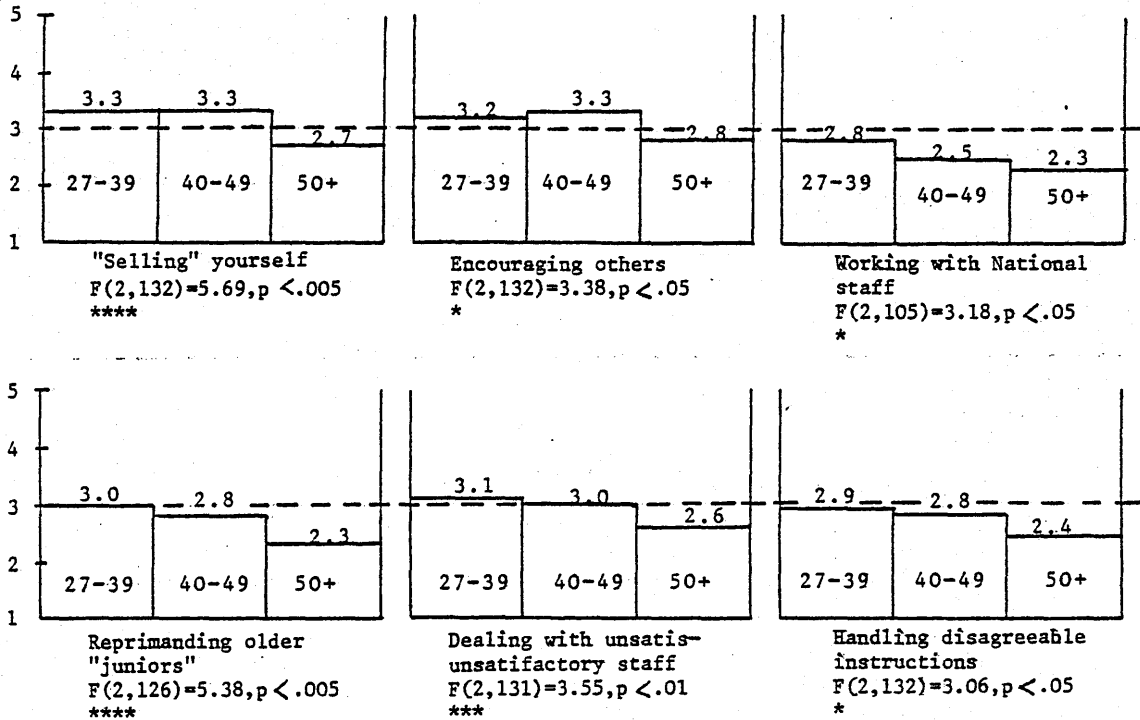 5
4
3
2
1
3.3 3.3 2.7
27-39 40-49 50+
"Selling" yourself
F(2,132)=5.69,p <.005
****
3.2 3.3 2.8
27-39 40-49 50+
Encouraging others
F(2,132)=3.38,p <.05
*
2.8 2.5 2.3
27-39 40-49 50+
Working with National
staff
F(2,105)=3.18,p <.05
*
5
4
3
2
1
3.0 2.8 2.3
27-39 40-49 50+
Reprimanding older
"juniors"
F(2,126)=5.38,p <.005
****
3.1 3.0 2.6
27-39 40-49 50+
Dealing with unsatis-
unsatifactory staff
F(2,131)=3.55,p <.01
***
2.9 2.8 2.4
27-39 40-49 50+
Handling disagreeable
instructions
F(2,132)=3.06,p <.05
*